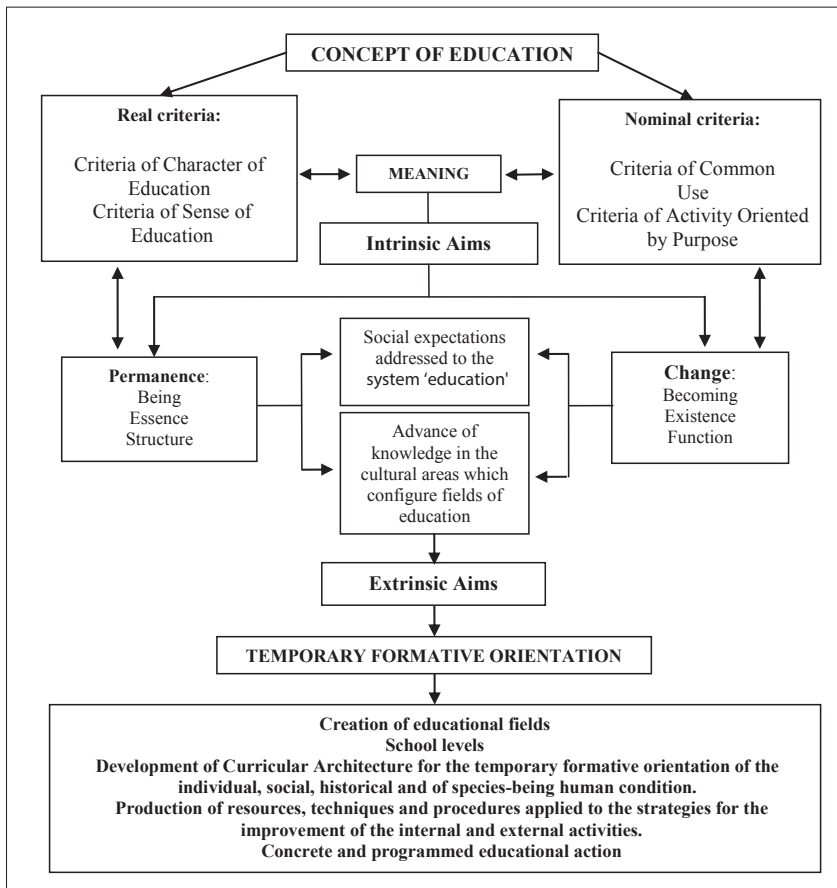 CONCEPT OF EDUCATION
Real criteria:
Criteria of Character of
Education
Criteria of Sense of
Education
MEANING
Nominal criteria:
Criteria of Common
Use
Criteria of Activity Oriented
by Purpose
Intrinsic Aims
Permanence:
Being
Essence
Structure
Social expectations
addressed to the
system ‘education'
Advance of
knowledge in the
cultural areas which
configure fields of
education
Change:
Becoming
Existence
Function
Extrinsic Aims
TEMPORARY FORMATIVE ORIENTATION
Creation of educational fields
School levels
Development of Curricular Architecture for the temporary formative orientation of the
individual, social, historical and of species-being human condition.
Production of resources, techniques and procedures applied to the strategies for the
improvement of the internal and external activities.
Concrete and programmed educational action